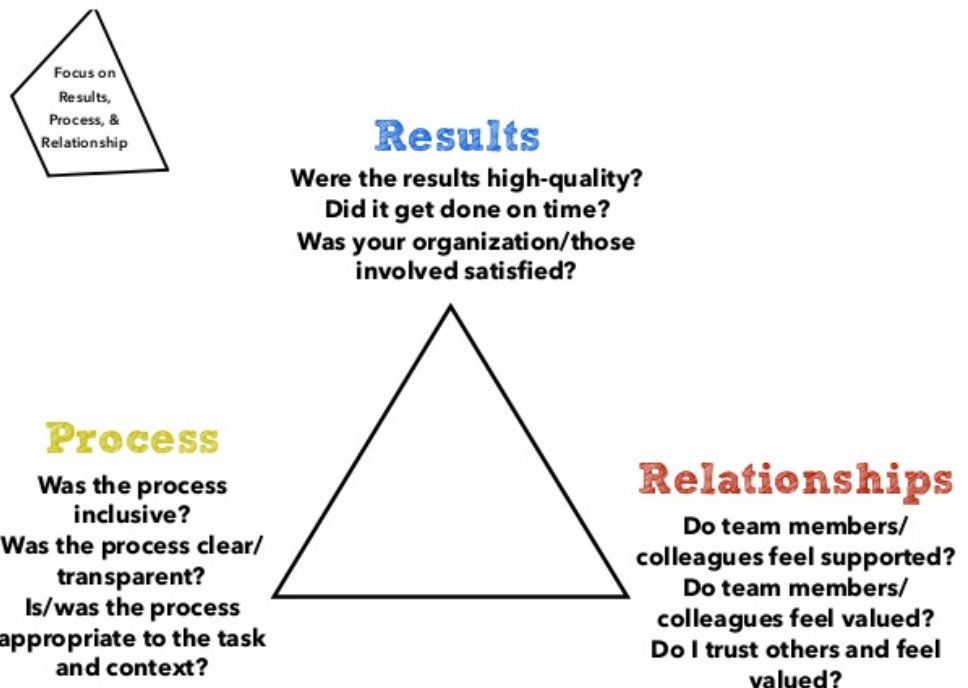 Focus on
Results,
Process, &
Relationship
Results
Were the results high-quality?
Did it get done on time?
Was your organization/those
involved satisfied?
Process
Was the process
inclusive?
Was the process clear/
transparent?
Is/was the process
appropriate to the task
and context?
Relationships
Do team members/
colleagues feel supported?
Do team members/
colleagues feel valued?
Do I trust others and feel
valued?